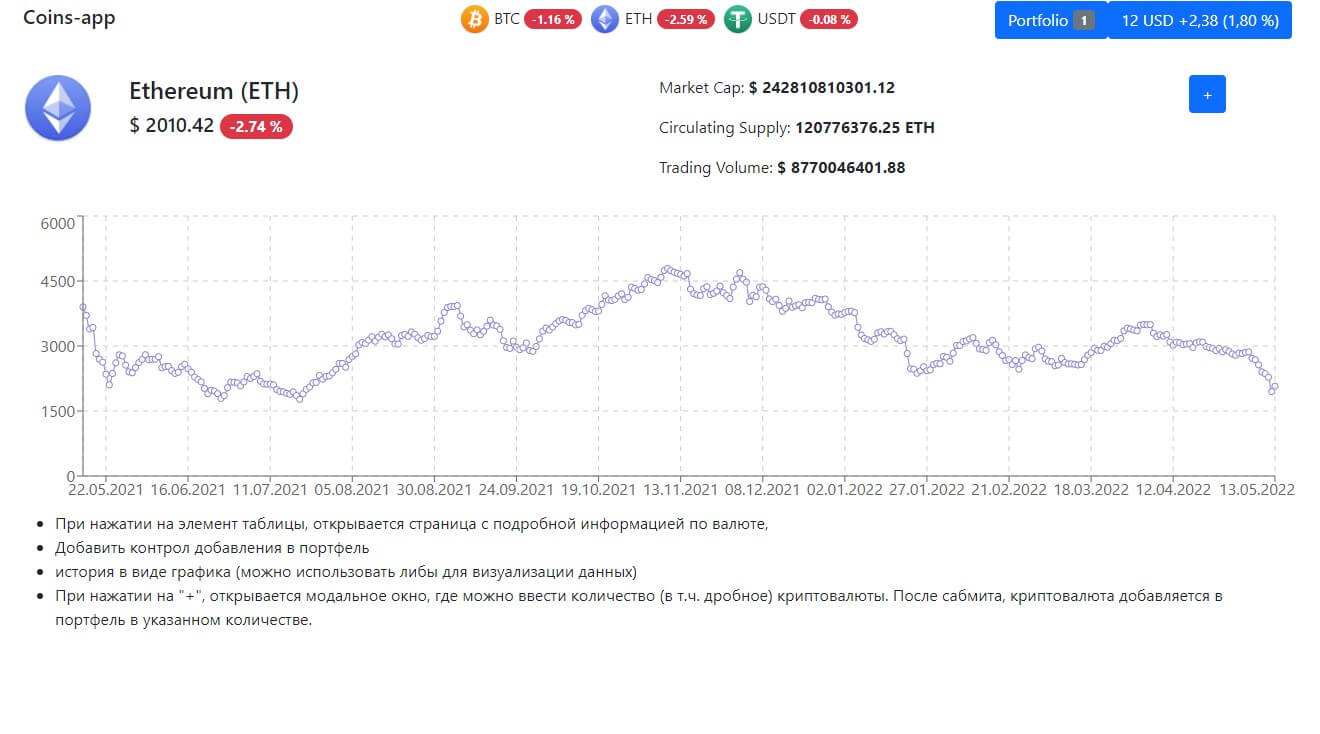 Coins-app
BTC -1.16 % ETH -2.59 % USDT -0.08 %
Portfolio 1 12 USD +2,38 (1,80 %)
Ethereum (ETH)
$ 2010.42 -2.74 %
Market Cap: $ 242810810301.12
Circulating Supply: 120776376.25 ETH
Trading Volume: $ 8770046401.88
+
6000
4500
3000
1500
0
22.05.2021 16.06.2021 11.07.2021 05.08.2021 30.08.2021 24.09.2021 19.10.2021 13.11.2021 08.12.2021 02.01.2022 27.01.2022 21.02.2022 18.03.2022 12.04.2022 13.05.2022
• При нажатии на элемент таблицы, открывается страница с подробной информацией по валюте,
• Добавить контрол добавления в портфель
• история в виде графика (можно использовать либы для визуализации данных)
• При нажатии на "+", открывается модальное окно, где можно ввести количество (в т.ч. дробное) криптовалюты. После сабмита, криптовалюта добавляется в
портфель в указанном количестве.